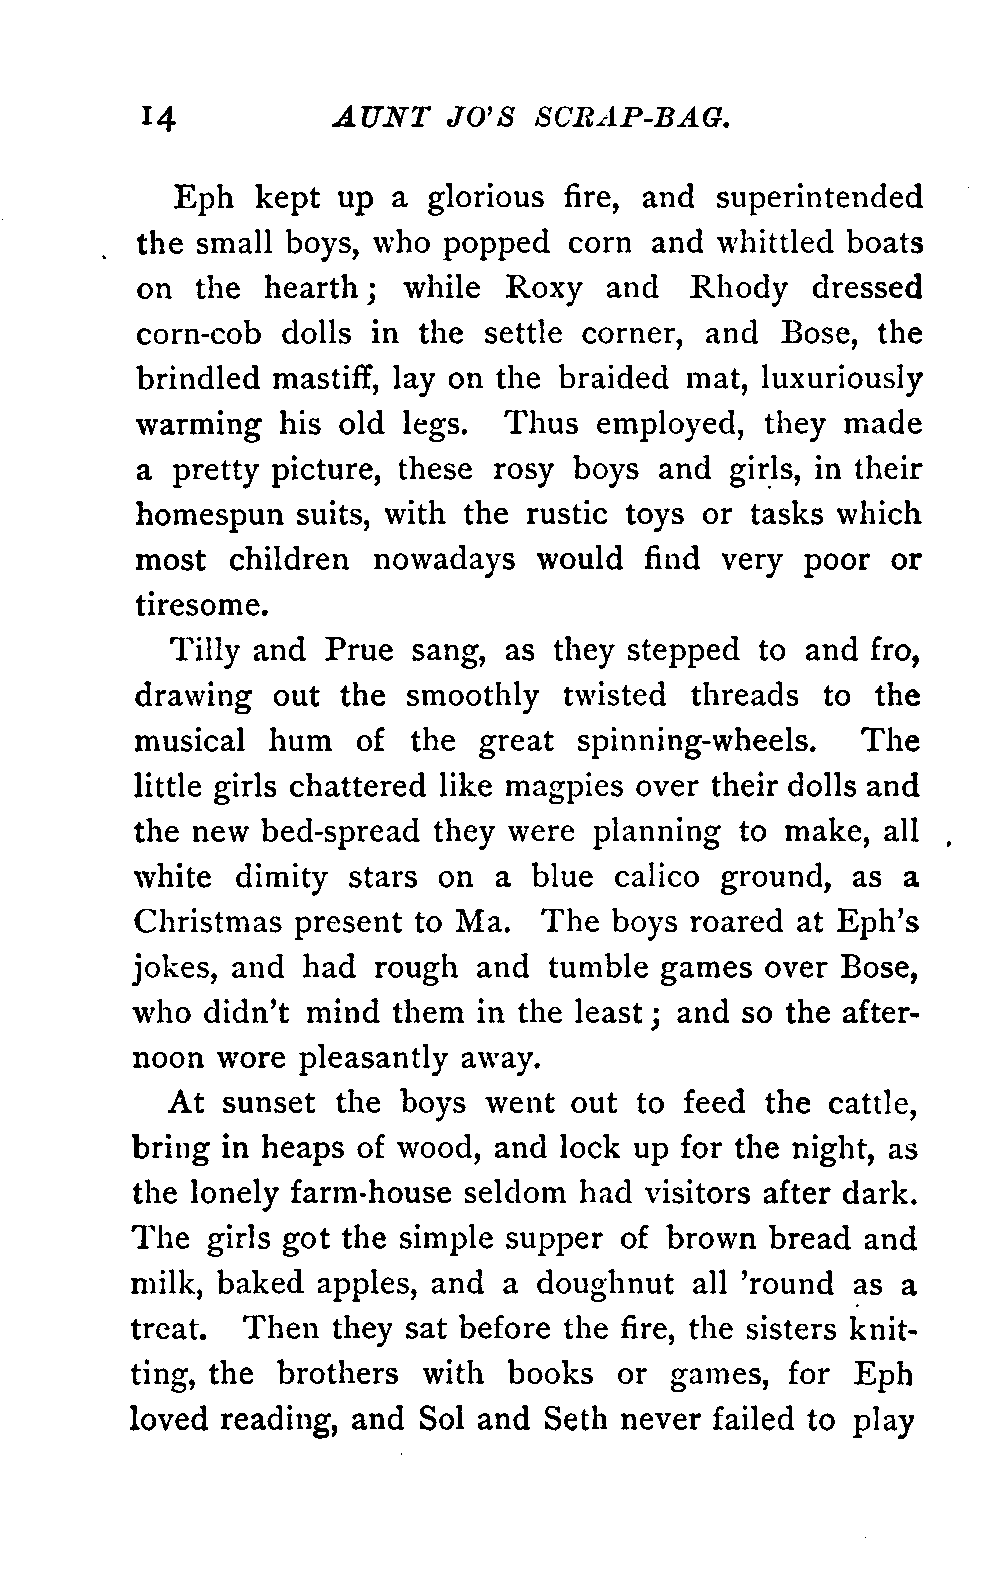 14 AUNT JO'S SCRAP-BAG.
Eph kept up a glorious fire, and superintended
the small boys, who popped corn and whittled boats
on the hearth; while Roxy and Rhody dressed
corn-cob dolls in the settle corner, and Bose, the
brindled mastiff, lay on the braided mat, luxuriously
warming his old legs. Thus employed, they made
a pretty picture, these rosy boys and girls, in their
homespun suits, with the rustic toys or tasks which
most children nowadays would find very poor or
tiresome.
Tilly and Prue sang, as they stepped to and fro,
drawing out the smoothly twisted threads to the
musical hum of the great spinning-wheels. The
little girls chattered like magpies over their dolls and
the new bed-spread they were planning to make, all
white dimity stars on a blue calico ground, as a
Christmas present to Ma. The boys roared at Eph's
jokes, and had rough and tumble games over Bose,
who didn't mind them in the least; and so the after-
noon wore pleasantly away.
At sunset the boys went out to feed the cattle,
bring in heaps of wood, and lock up for the night, as
the lonely farm-house seldom had visitors after dark.
The girls got the simple supper of brown bread and
milk, baked apples, and a doughnut all 'round as a
treat. Then they sat before the fire, the sisters knit-
ting, the brothers with books or games, for Eph
loved reading, and Sol and Seth never failed to play